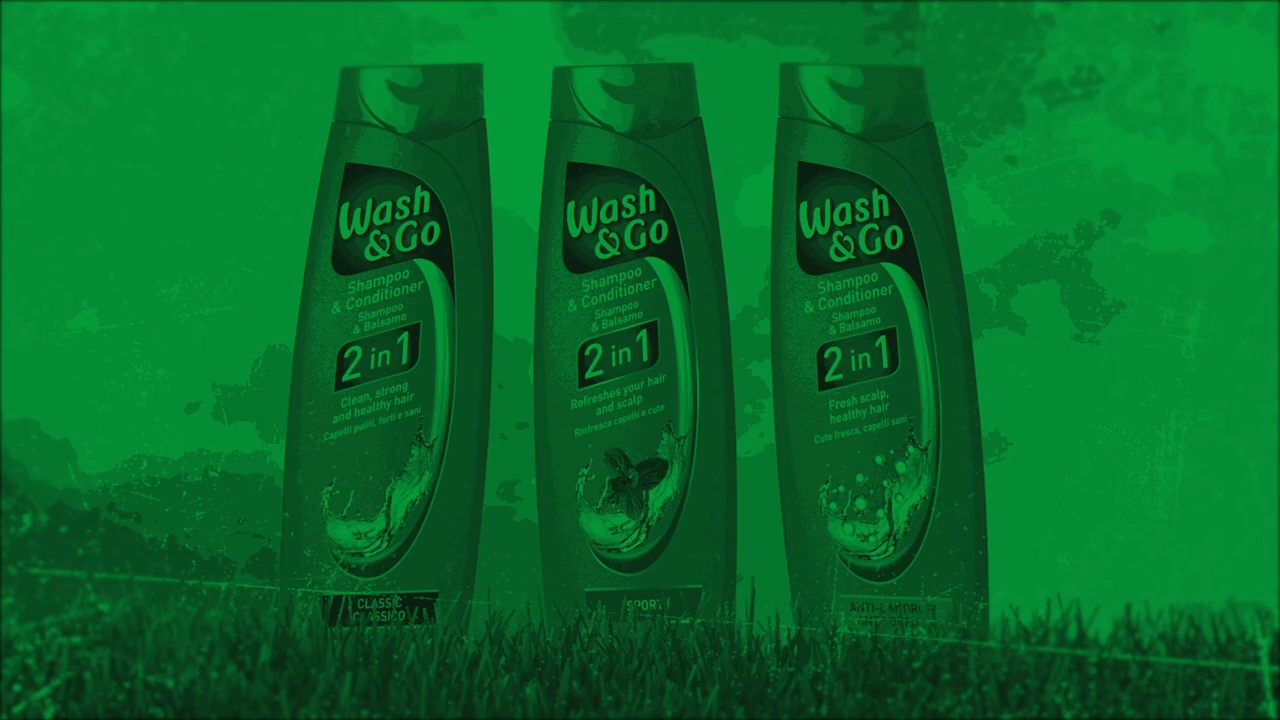 Wash
&Go
Shampoo
& Conditioner
Shampoo
& Balsamo
2 in 1
Clean, strong
and healthy hair
Capelli puliti, forti e sani
CLASSIC
CLASSICO
Wash
&Go
Shampoo
& Conditioner
Shampoo
& Balsamo
2 in 1
Refreshes your hair
and scalp
Rinfresca capelli e cute
SPORT
Wash
&Go
Shampoo
& Conditioner
Shampoo
& Balsamo
2 in 1
Fresh scalp,
healthy hair
Cute fresca, capelli sani